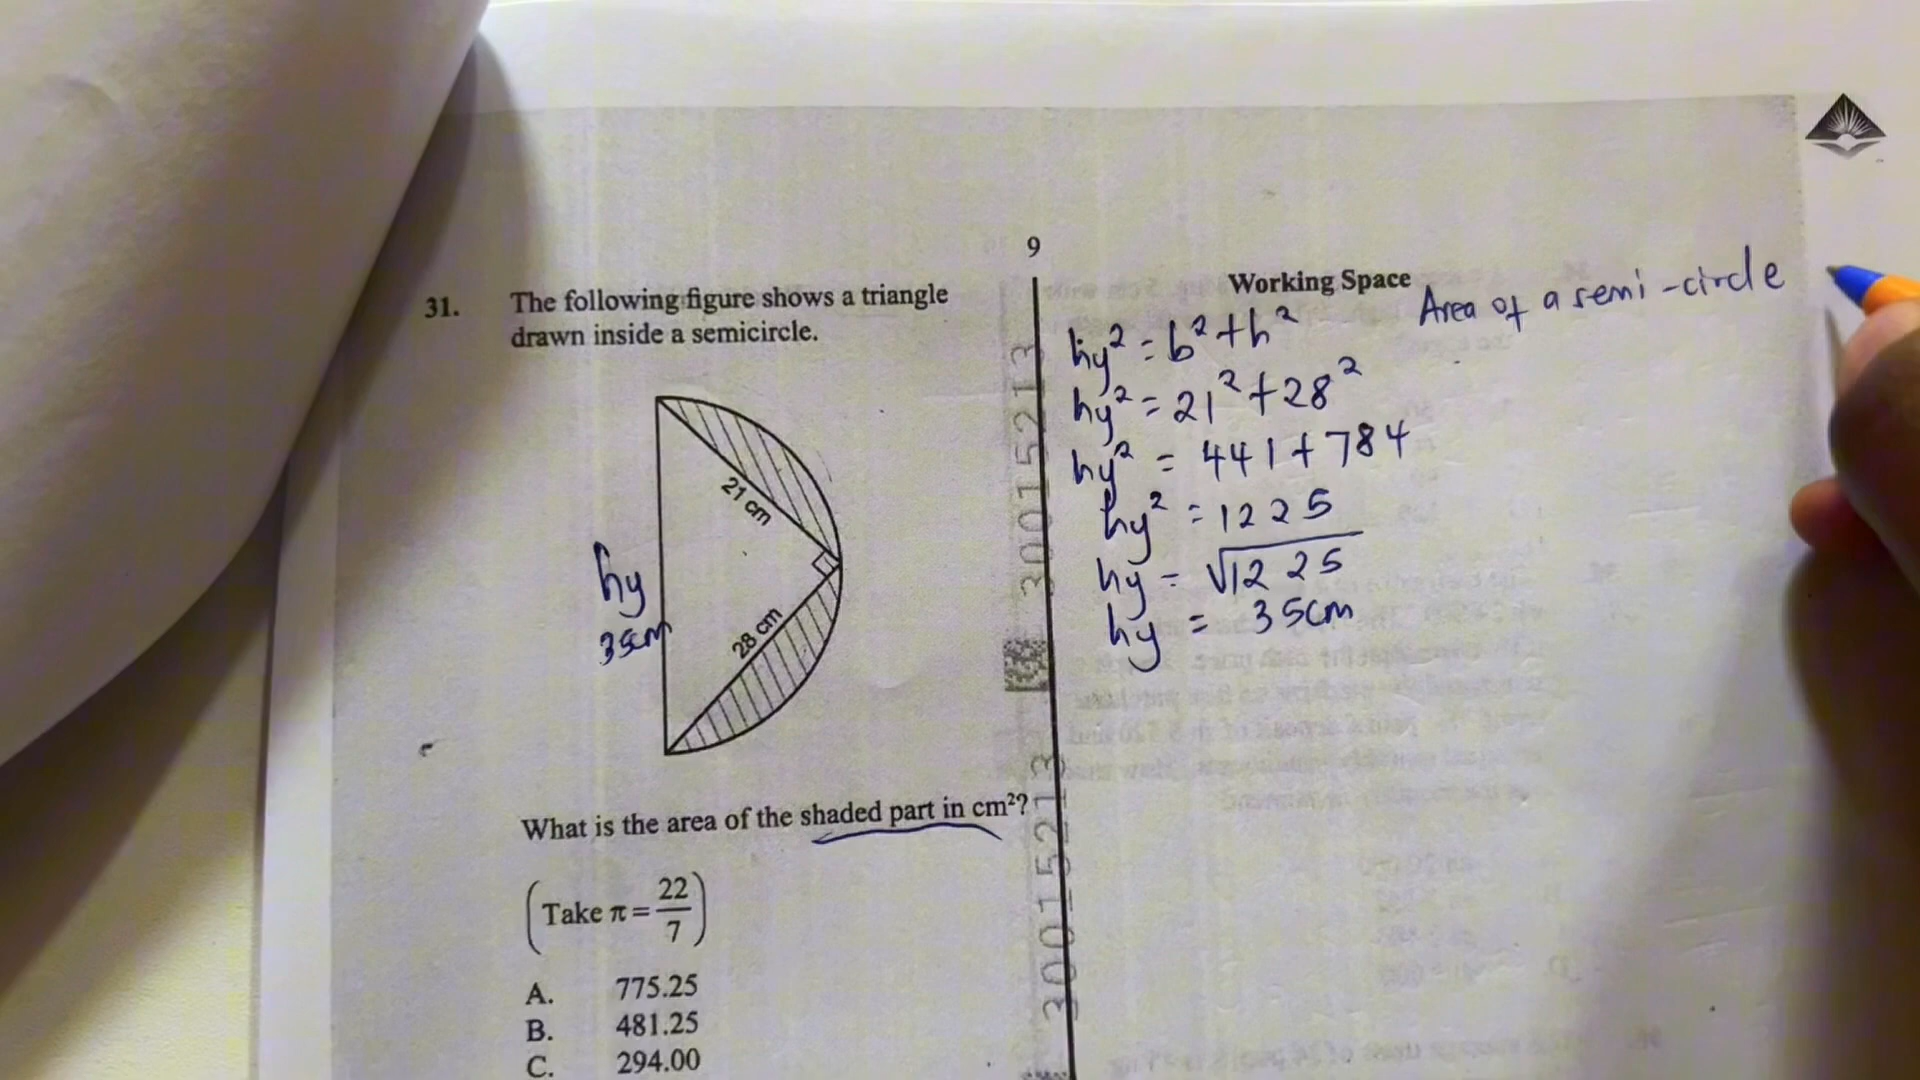 9
31. The following figure shows a triangle
drawn inside a semicircle.
21 cm
28 cm
hy
35cm
What is the area of the shaded part in cm²?
(Take π = 22/7)
A. 775.25
B. 481.25
C. 294.00
30015213
30015213
Working Space
hy² = b² + h²
hy² = 21² + 28²
hy² = 441 + 784
hy² = 1225
hy = √1225
hy = 35cm
Area of a semi-circle